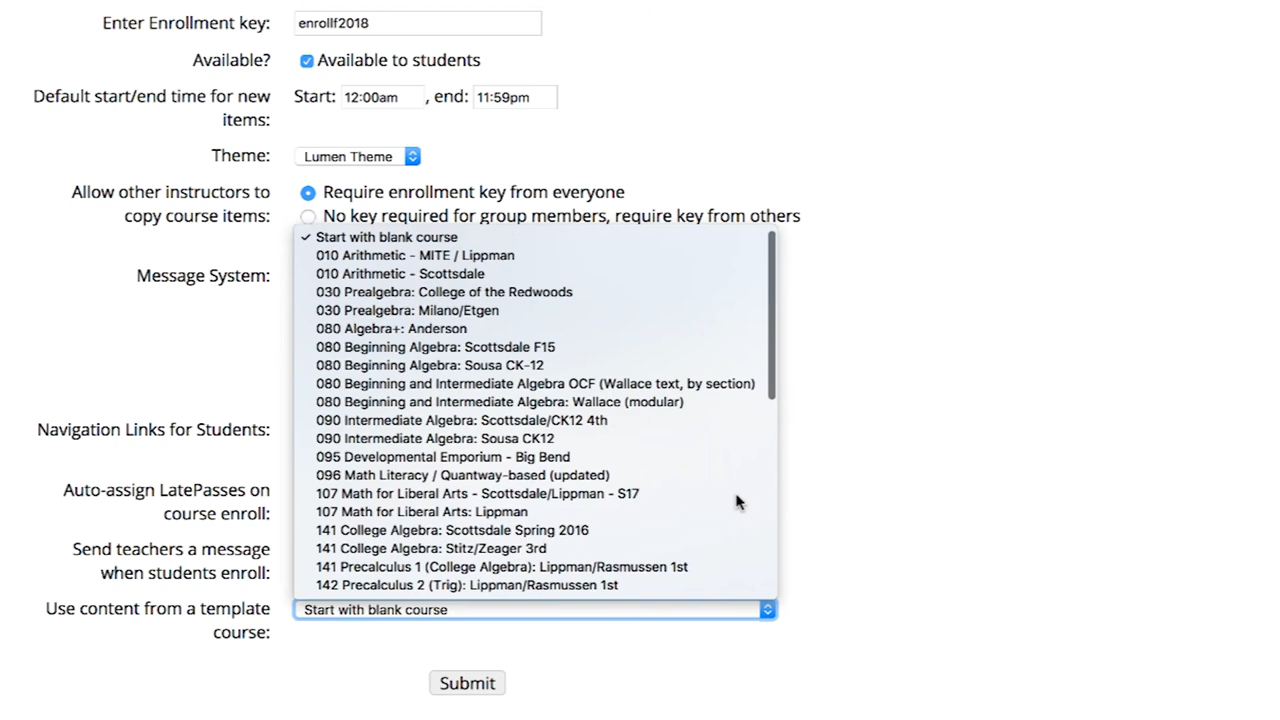 Enter Enrollment key: enrollf2018
Available? Available to students
Default start/end time for new items: Start: 12:00am , end: 11:59pm
Theme: Lumen Theme
Allow other instructors to copy course items: Require enrollment key from everyone
No key required for group members, require key from others
Message System:
Start with blank course
010 Arithmetic - MITE / Lippman
010 Arithmetic - Scottsdale
030 Prealgebra: College of the Redwoods
030 Prealgebra: Milano/Etgen
080 Algebra+: Anderson
080 Beginning Algebra: Scottsdale F15
080 Beginning Algebra: Sousa CK-12
080 Beginning and Intermediate Algebra OCF (Wallace text, by section)
080 Beginning and Intermediate Algebra: Wallace (modular)
090 Intermediate Algebra: Scottsdale/CK12 4th
090 Intermediate Algebra: Sousa CK12
095 Developmental Emporium - Big Bend
096 Math Literacy / Quantway-based (updated)
107 Math for Liberal Arts - Scottsdale/Lippman - S17
107 Math for Liberal Arts: Lippman
141 College Algebra: Scottsdale Spring 2016
141 College Algebra: Stitz/Zeager 3rd
141 Precalculus 1 (College Algebra): Lippman/Rasmussen 1st
142 Precalculus 2 (Trig): Lippman/Rasmussen 1st
Navigation Links for Students:
Auto-assign LatePasses on course enroll:
Send teachers a message when students enroll:
Use content from a template course: Start with blank course
Submit